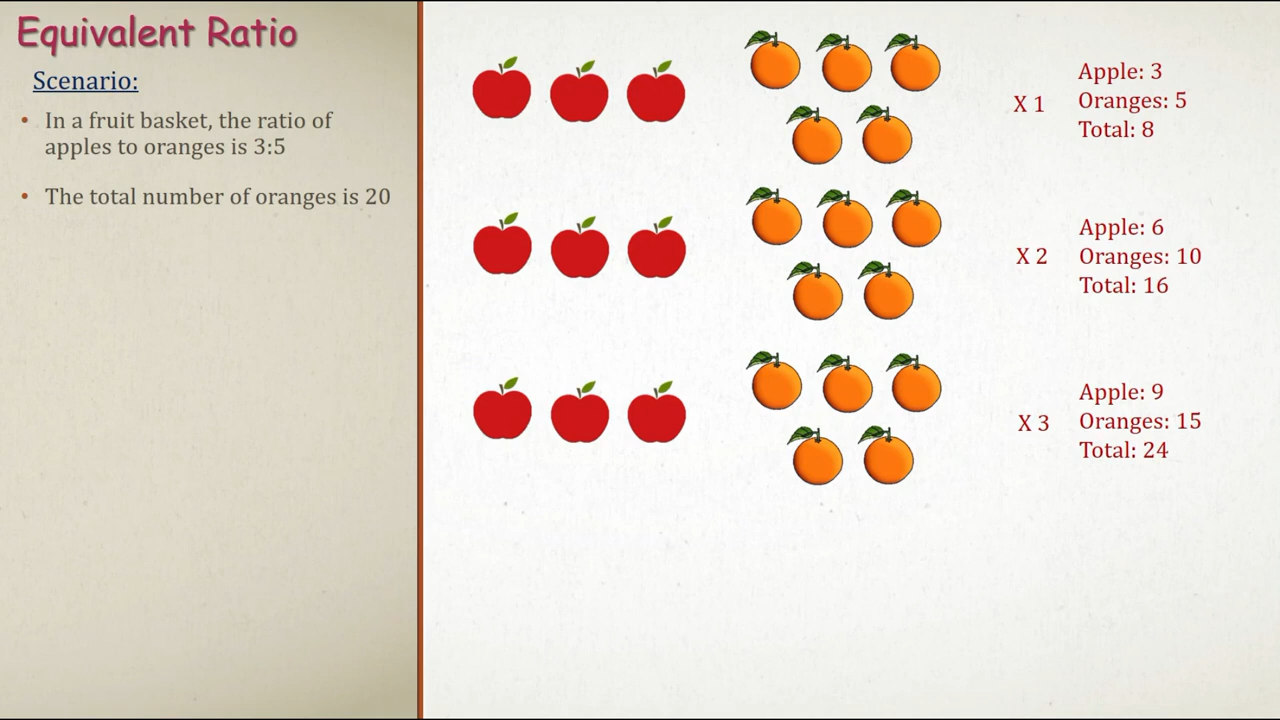 Equivalent Ratio
Scenario:
• In a fruit basket, the ratio of
apples to oranges is 3:5
• The total number of oranges is 20
X 1
Apple: 3
Oranges: 5
Total: 8
X 2
Apple: 6
Oranges: 10
Total: 16
X 3
Apple: 9
Oranges: 15
Total: 24